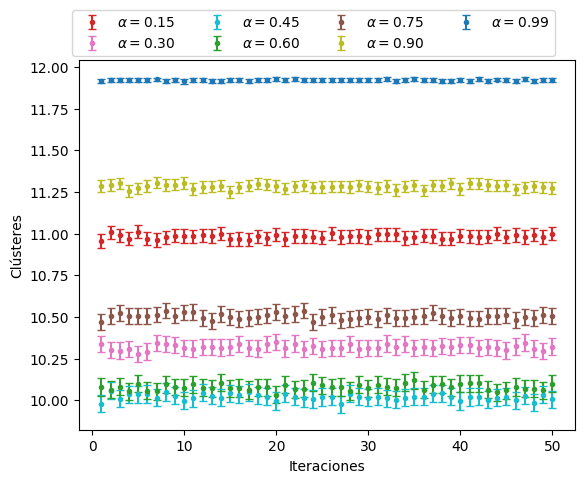 α = 0.15 α = 0.45 α = 0.75 α = 0.99
α = 0.30 α = 0.60 α = 0.90
12.00
11.75
11.50
11.25
11.00
10.75
10.50
10.25
10.00
Clústeres
0 10 20 30 40 50
Iteraciones